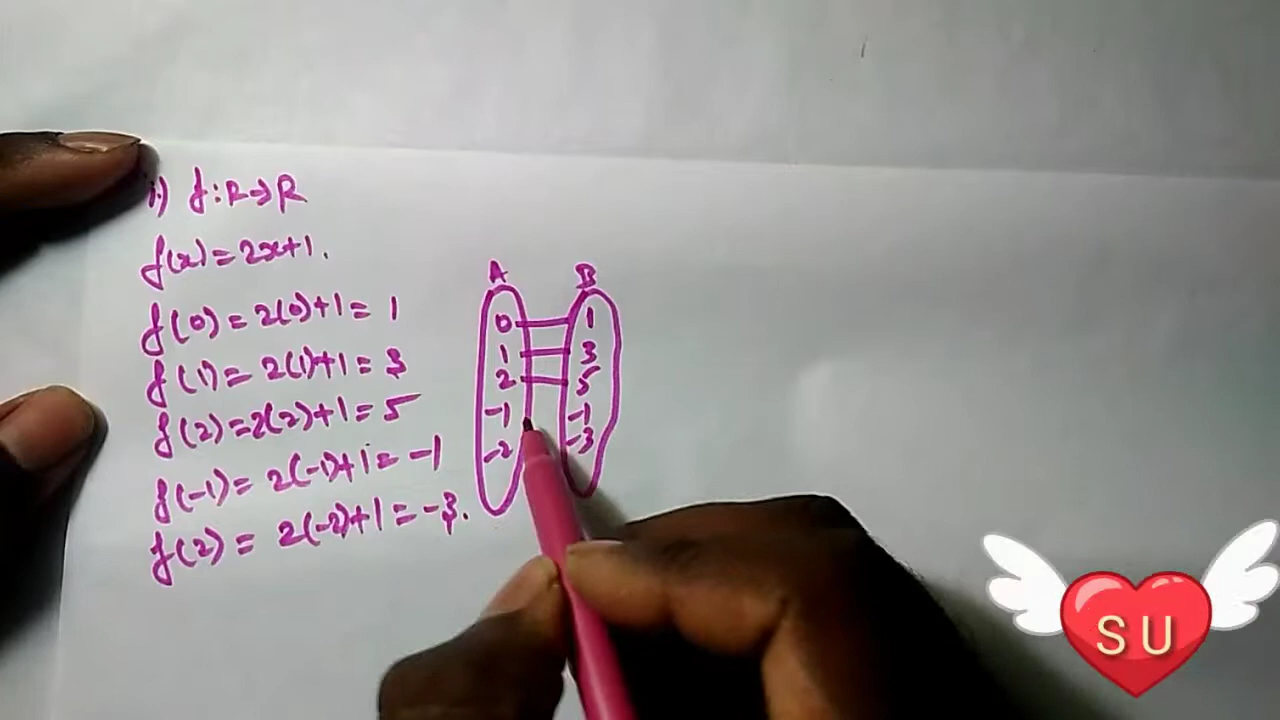 i) f:R→R
f(x)=2x+1.
f(0)=2(0)+1=1
f(1)=2(1)+1=3
f(2)=2(2)+1=5
f(-1)=2(-1)+1=-1
f(2)=2(-2)+1=-3.
A B
0 1
1 3
2 5
-1 -1
-2 -3
SU